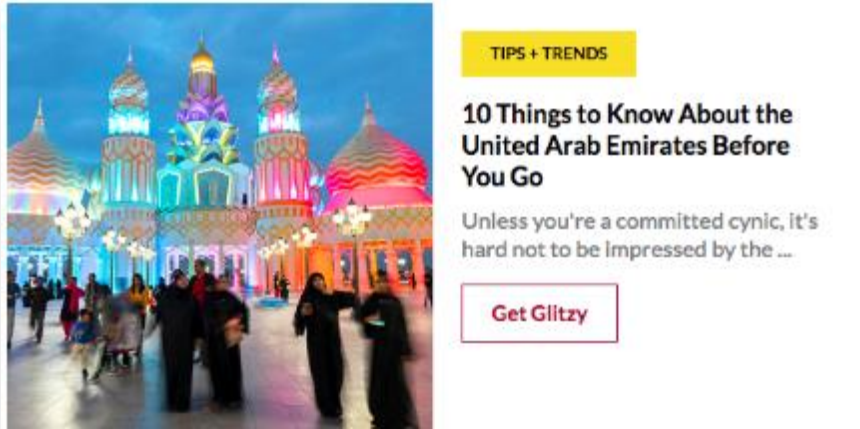 TIPS + TRENDS
10 Things to Know About the
United Arab Emirates Before
You Go
Unless you're a committed cynic, it's
hard not to be impressed by the ...
Get Glitzy